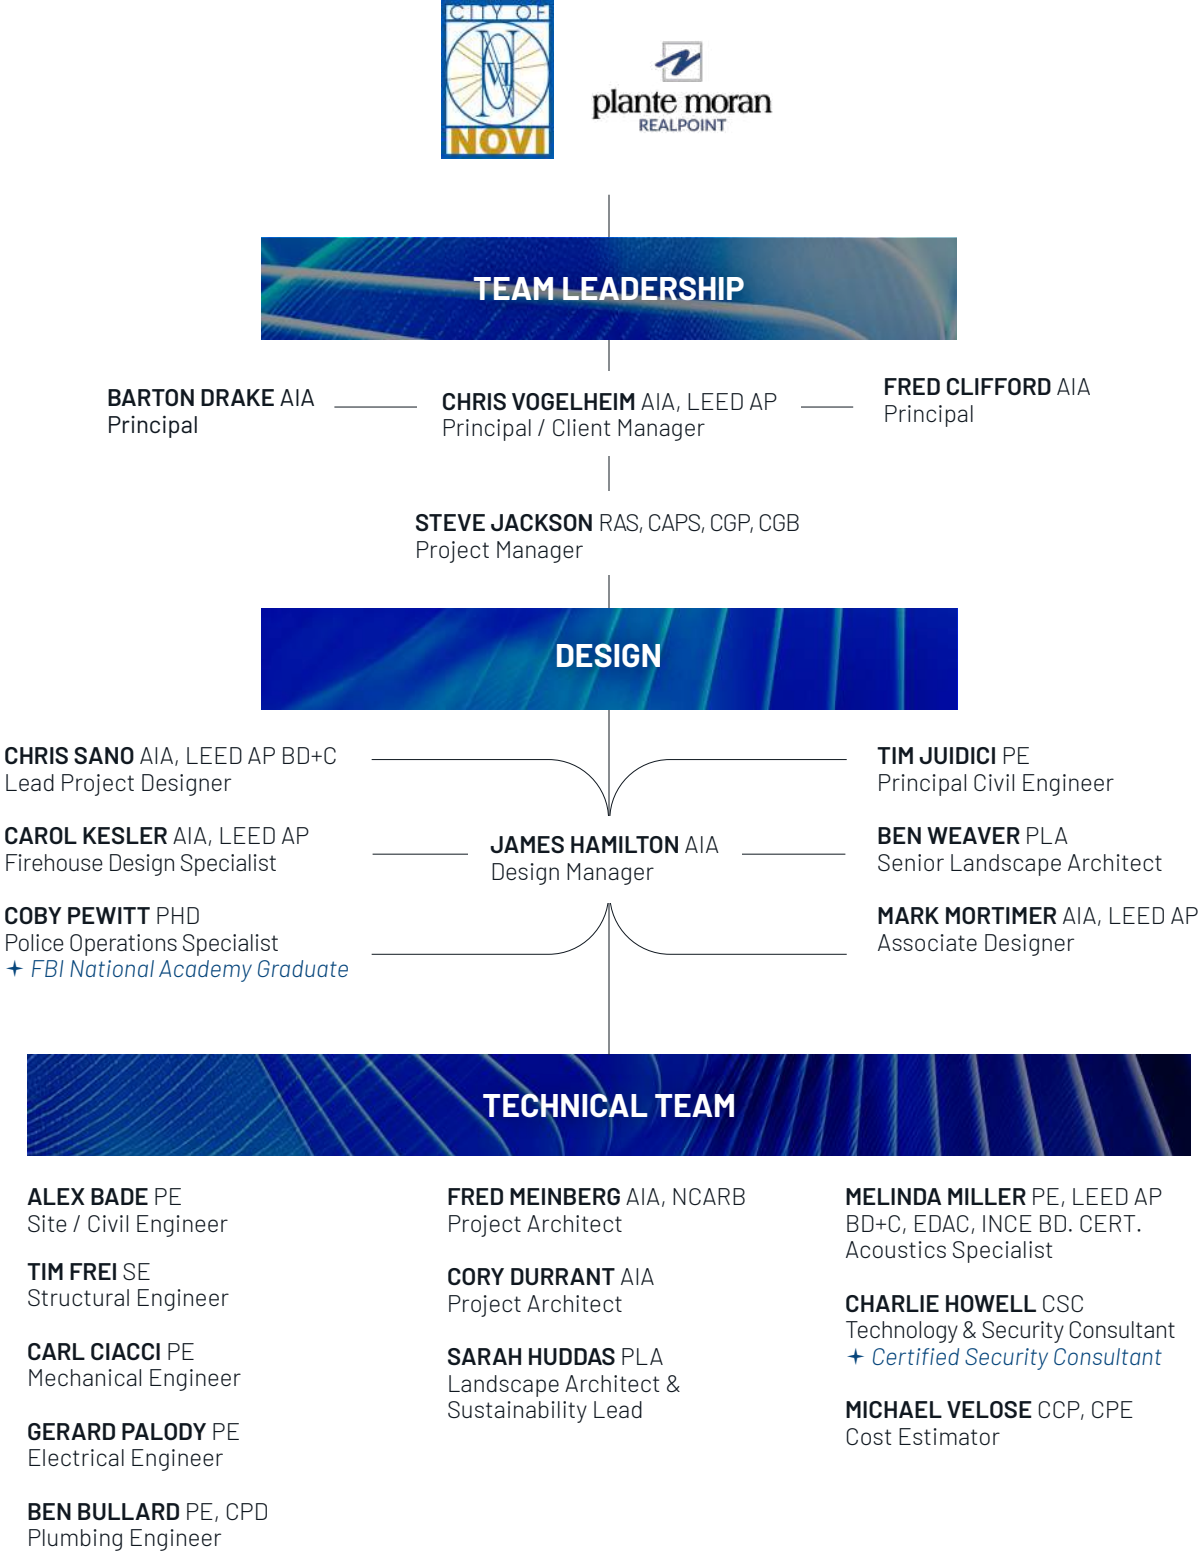 CITY OF
NOVI
plante moran
REALPOINT
TEAM LEADERSHIP
BARTON DRAKE AIA
Principal
CHRIS VOGELHEIM AIA, LEED AP
Principal / Client Manager
FRED CLIFFORD AIA
Principal
STEVE JACKSON RAS, CAPS, CGP, CGB
Project Manager
DESIGN
CHRIS SANO AIA, LEED AP BD+C
Lead Project Designer
CAROL KESLER AIA, LEED AP
Firehouse Design Specialist
COBY PEWITT PHD
Police Operations Specialist
+ FBI National Academy Graduate
JAMES HAMILTON AIA
Design Manager
TIM JUIDICI PE
Principal Civil Engineer
BEN WEAVER PLA
Senior Landscape Architect
MARK MORTIMER AIA, LEED AP
Associate Designer
TECHNICAL TEAM
ALEX BADE PE
Site / Civil Engineer
TIM FREI SE
Structural Engineer
CARL CIACCI PE
Mechanical Engineer
GERARD PALODY PE
Electrical Engineer
BEN BULLARD PE, CPD
Plumbing Engineer
FRED MEINBERG AIA, NCARB
Project Architect
CORY DURRANT AIA
Project Architect
SARAH HUDDAS PLA
Landscape Architect &
Sustainability Lead
MELINDA MILLER PE, LEED AP
BD+C, EDAC, INCE BD. CERT.
Acoustics Specialist
CHARLIE HOWELL CSC
Technology & Security Consultant
+ Certified Security Consultant
MICHAEL VELOSE CCP, CPE
Cost Estimator